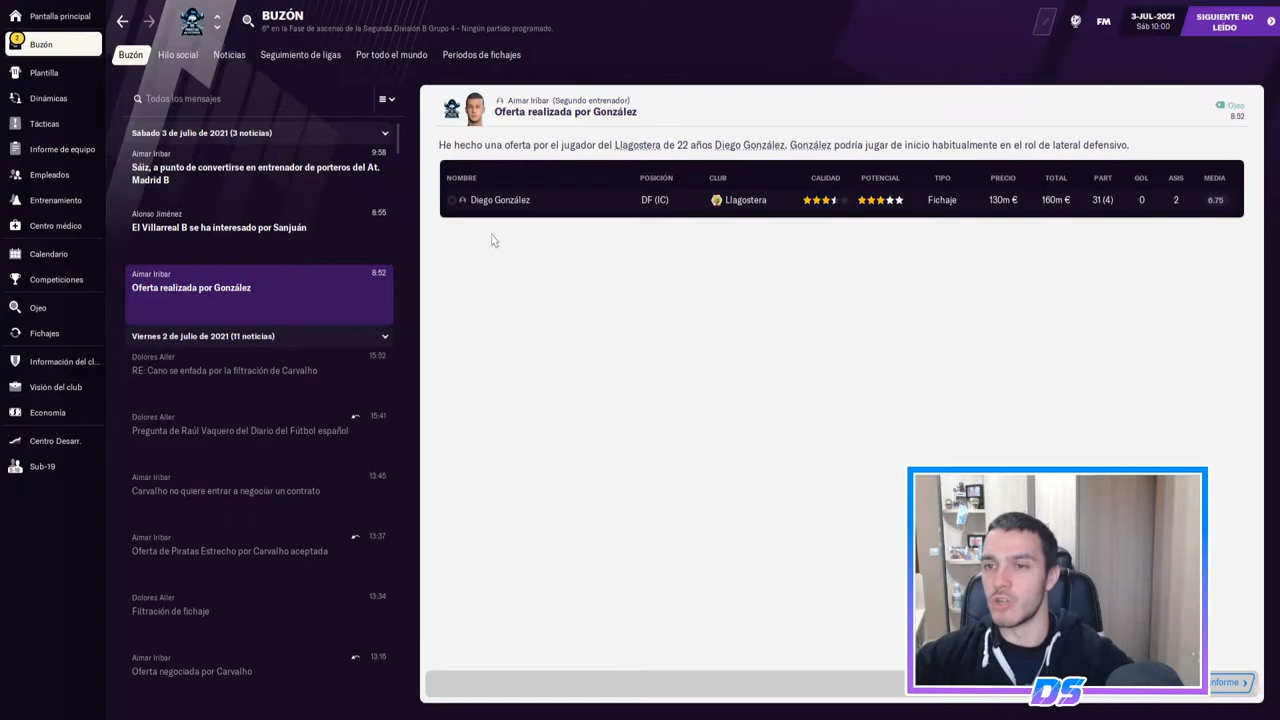 Pantalla principal
2
Buzón
Plantilla
Dinámicas
Tácticas
Informe de equipo
Empleados
Entrenamiento
Centro médico
Calendario
Competiciones
Ojeo
Fichajes
Información del cl...
Visión del club
Economía
Centro Desarr.
Sub-19
BUZÓN
6º en la Fase de ascenso de la Segunda División B Grupo 4 - Ningún partido programado.
FM
3-JUL-2021
Sáb 10:00
SIGUIENTE NO LEÍDO
Buzón
Hilo social
Noticias
Seguimiento de ligas
Por todo el mundo
Periodos de fichajes
Todos los mensajes
Sábado 3 de julio de 2021 (3 noticias)
Aimar Iribar 9:58
Sáiz, a punto de convertirse en entrenador de porteros del At.
Madrid B
Alonso Jiménez 8:55
El Villarreal B se ha interesado por Sanjuán
Aimar Iribar 8:52
Oferta realizada por González
Viernes 2 de julio de 2021 (11 noticias)
Dolores Aller 15:52
RE: Cano se enfada por la filtración de Carvalho
Dolores Aller 15:41
Pregunta de Raúl Vaquero del Diario del Fútbol español
Aimar Iribar 13:45
Carvalho no quiere entrar a negociar un contrato
Aimar Iribar 13:37
Oferta de Piratas Estrecho por Carvalho aceptada
Dolores Aller 13:34
Filtración de fichaje
Aimar Iribar 13:16
Oferta negociada por Carvalho
Aimar Iribar (Segundo entrenador)
Oferta realizada por González
Ojeo
8:52
He hecho una oferta por el jugador del Llagostera de 22 años Diego González. González podría jugar de inicio habitualmente en el rol de lateral defensivo.
NOMBRE POSICIÓN CLUB CALIDAD POTENCIAL TIPO PRECIO TOTAL PART GOL ASIS MEDIA
Diego González DF (IC) Llagostera Fichaje 130m € 160m € 31 (4) 0 2 6.75
nforme
DS